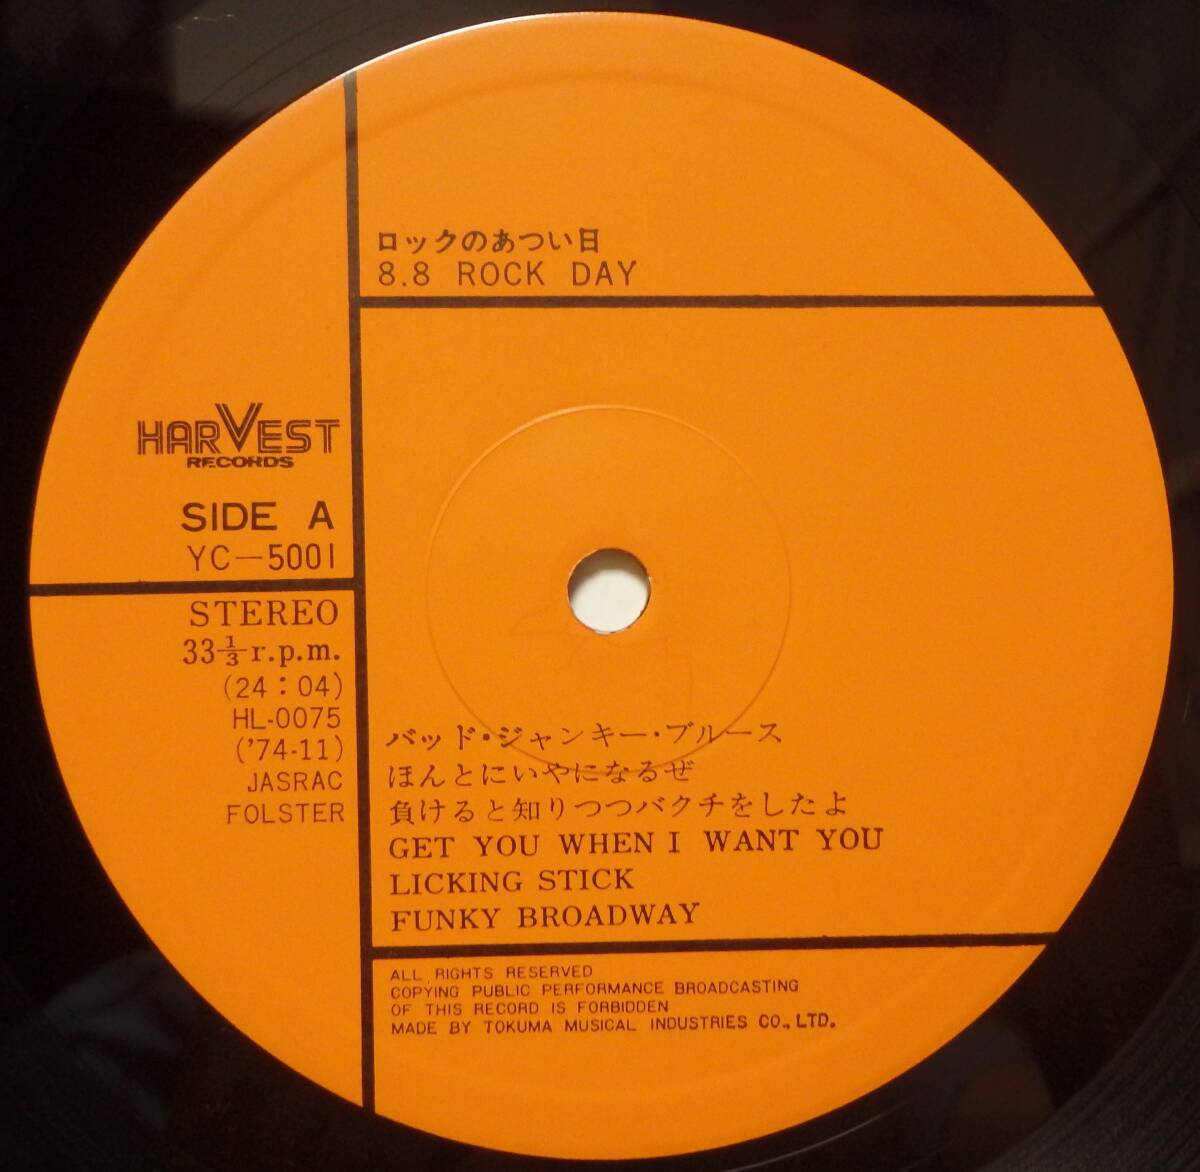 ロックのあつい日
8.8 ROCK DAY
HARVEST
RECORDS
SIDE A
YC-5001
STEREO
33⅓r.p.m.
(24:04)
HL-0075
('74-11)
JASRAC
FOLSTER
バッド・ジャンキー・ブルース
ほんとにいやになるぜ
負けると知りつつバクチをしたよ
GET YOU WHEN I WANT YOU
LICKING STICK
FUNKY BROADWAY
ALL RIGHTS RESERVED
COPYING PUBLIC PERFORMANCE BROADCASTING
OF THIS RECORD IS FORBIDDEN
MADE BY TOKUMA MUSICAL INDUSTRIES CO., LTD.